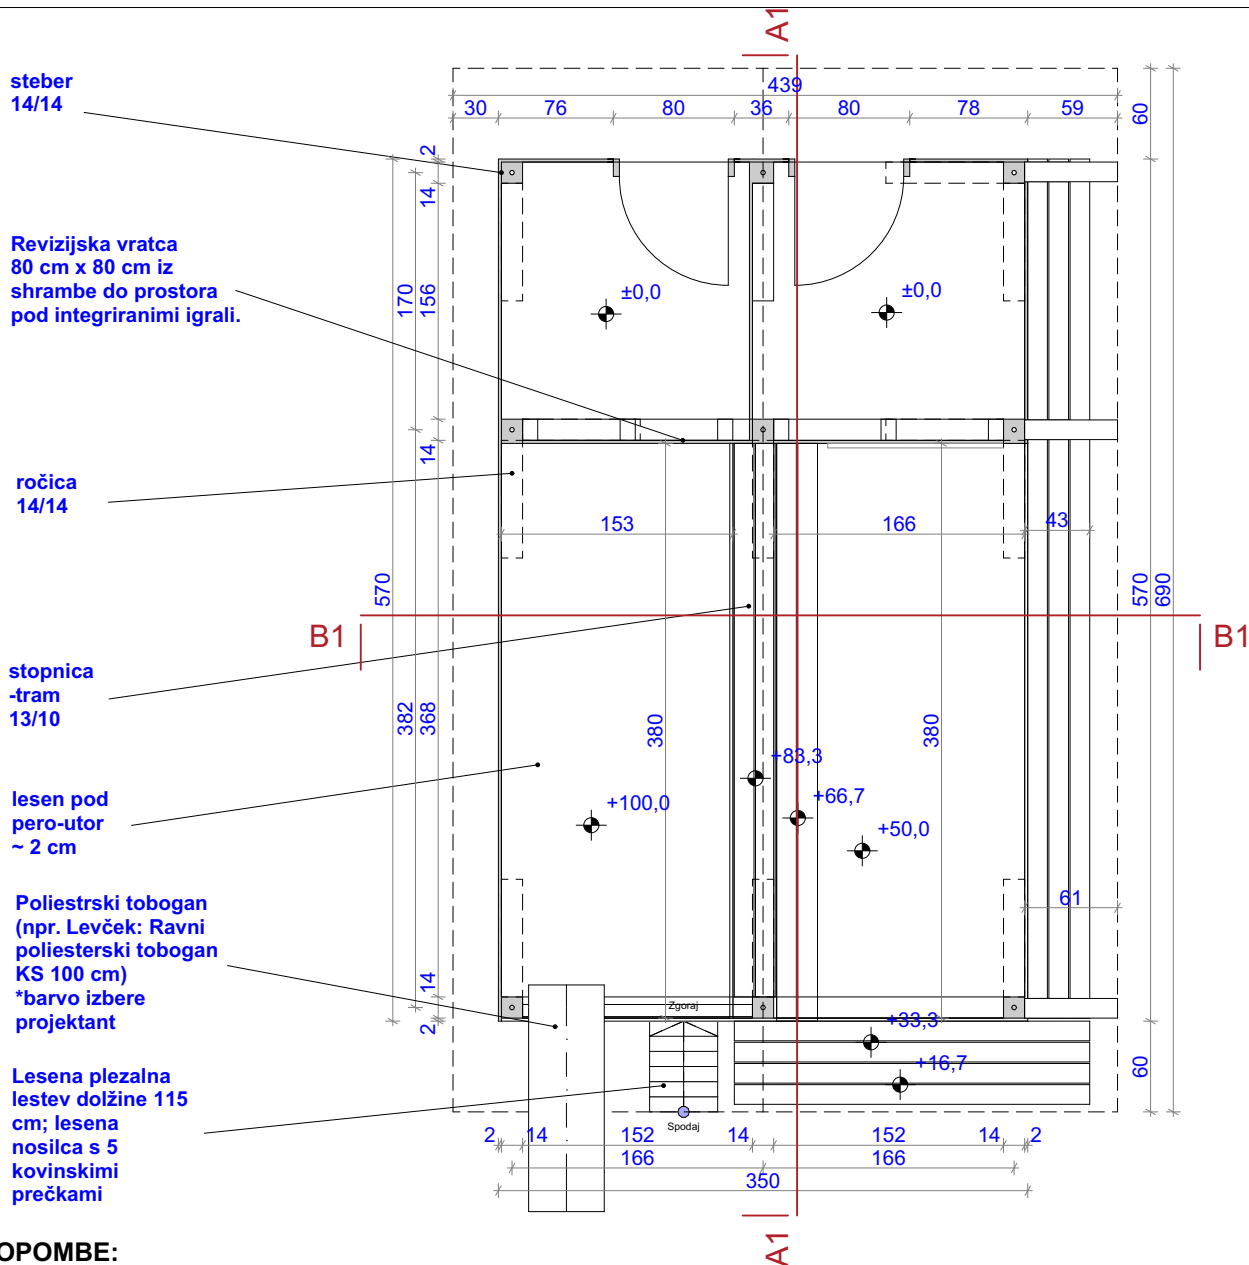 A1
steber
14/14
439
30 76 80 36 80 78 59
60
2
14
Revizijska vratca
80 cm x 80 cm iz
shrambe do prostora
pod integriranimi igrali.
170 156
±0,0 ±0,0
14
ročica
14/14
153 166 43
570
570 690
B1 B1
stopnica
-tram
13/10
382 368
380 380
+83,3
+66,7
+100,0
+50,0
lesen pod
pero-utor
~ 2 cm
61
Poliestrski tobogan
(npr. Levček: Ravni
poliesterski tobogan
KS 100 cm)
*barvo izbere
projektant
14
2
Zgoraj
+33,3
+16,7
60
Lesena plezalna
lestev dolžine 115
cm; lesena
nosilca s 5
kovinskimi
prečkami
Spodaj
2 14 152 14 152 14 2
166 166
350
A1
OPOMBE: